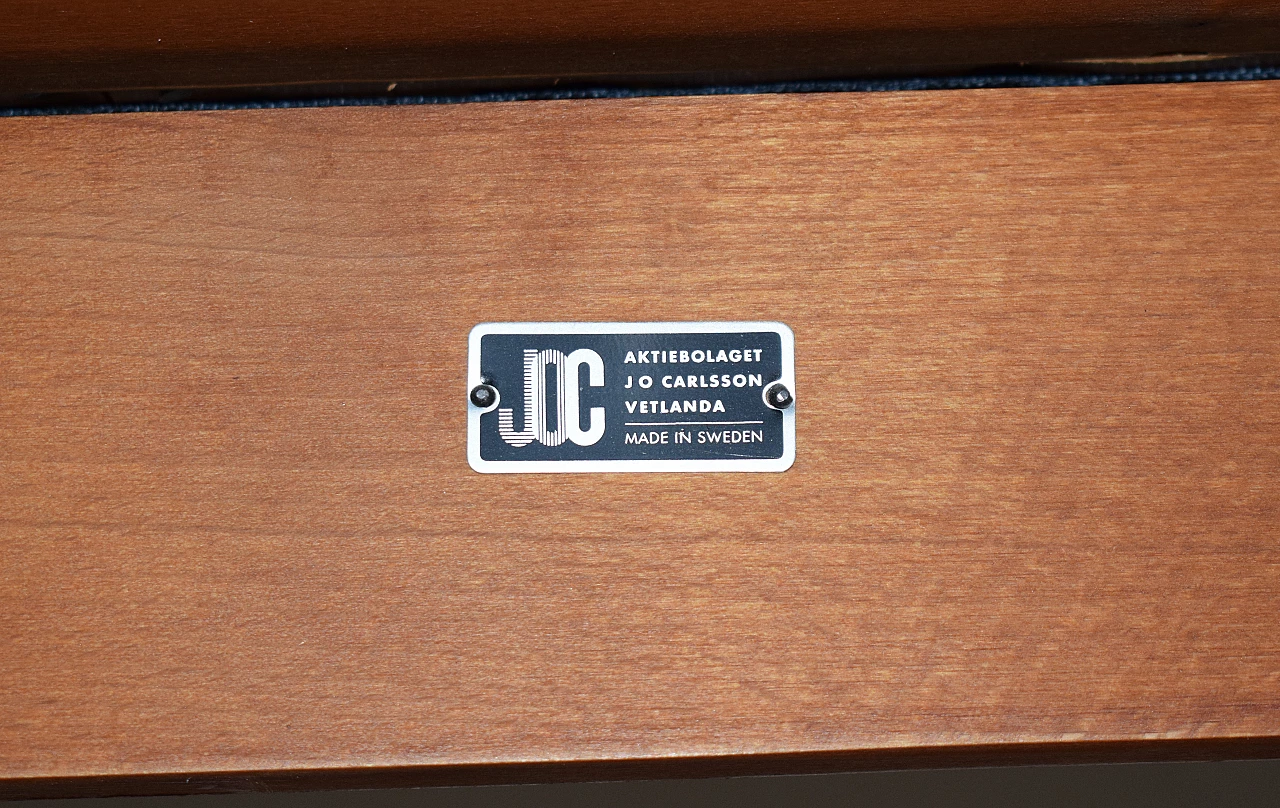 JOC
AKTIEBOLAGET
J O CARLSSON
VETLANDA
MADE IN SWEDEN